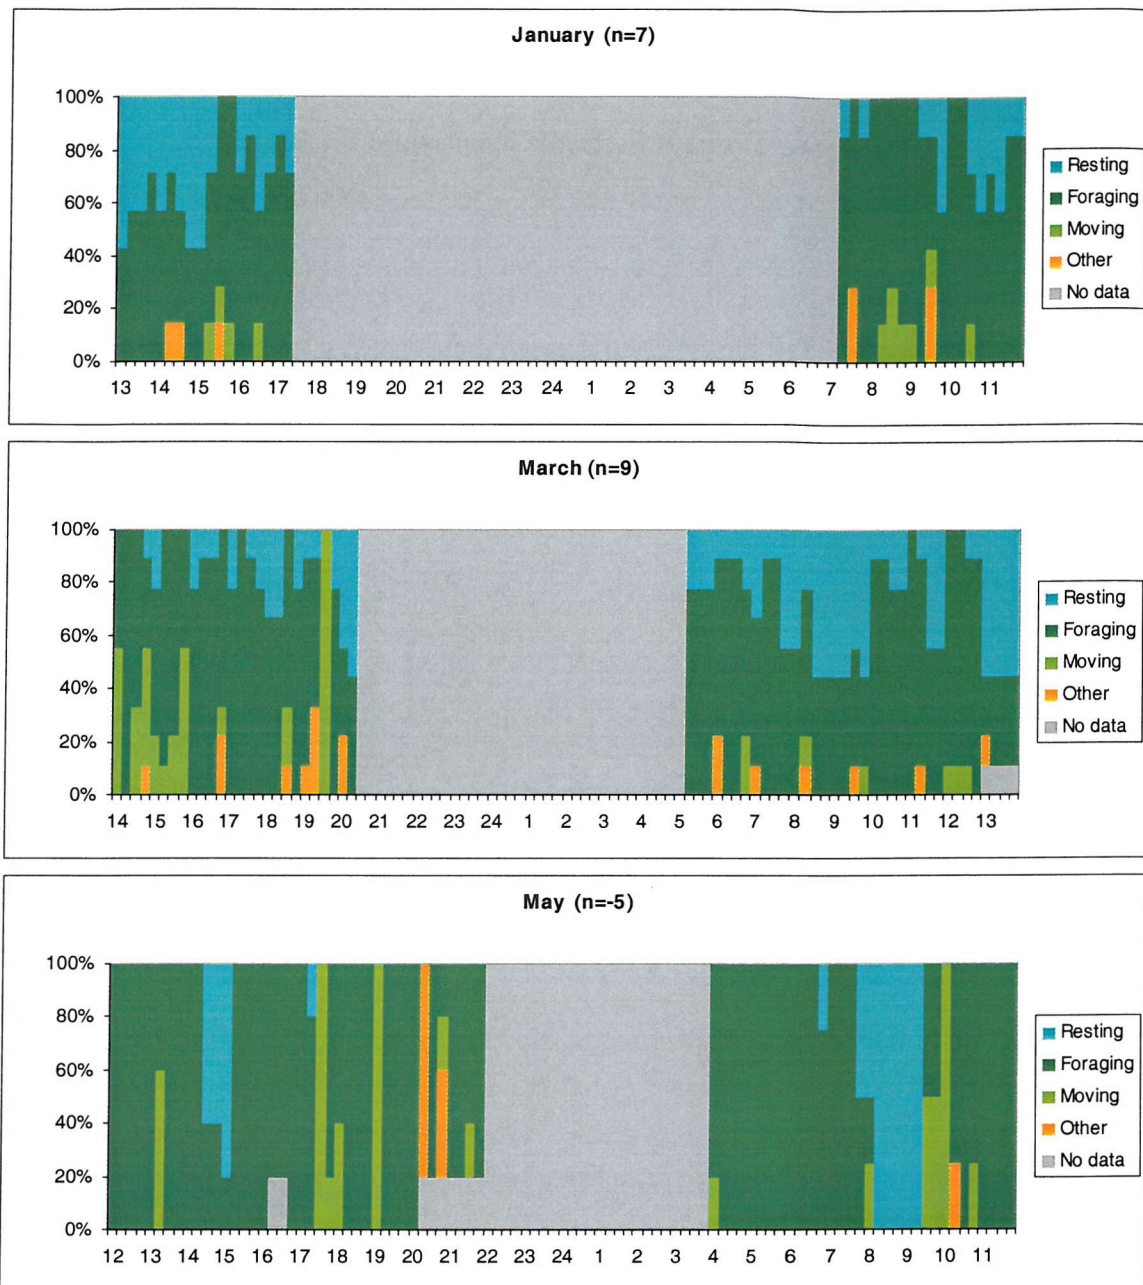 January (n=7)
100%
80%
60%
40%
20%
0%
13 14 15 16 17 18 19 20 21 22 23 24 1 2 3 4 5 6 7 8 9 10 11
Resting
Foraging
Moving
Other
No data
March (n=9)
100%
80%
60%
40%
20%
0%
14 15 16 17 18 19 20 21 22 23 24 1 2 3 4 5 6 7 8 9 10 11 12 13
Resting
Foraging
Moving
Other
No data
May (n=-5)
100%
80%
60%
40%
20%
0%
12 13 14 15 16 17 18 19 20 21 22 23 24 1 2 3 4 5 6 7 8 9 10 11
Resting
Foraging
Moving
Other
No data